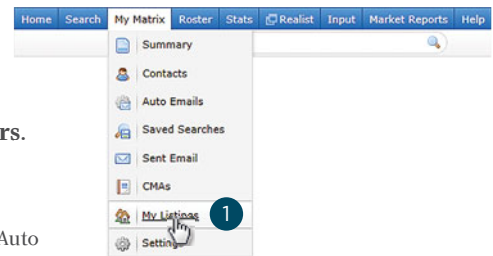 Home Search My Matrix Roster Stats Realist Input Market Reports Help
Summary
Contacts
Auto Emails
rs.
Saved Searches
Sent Email
CMAs
My Listings 1
Auto
Settings